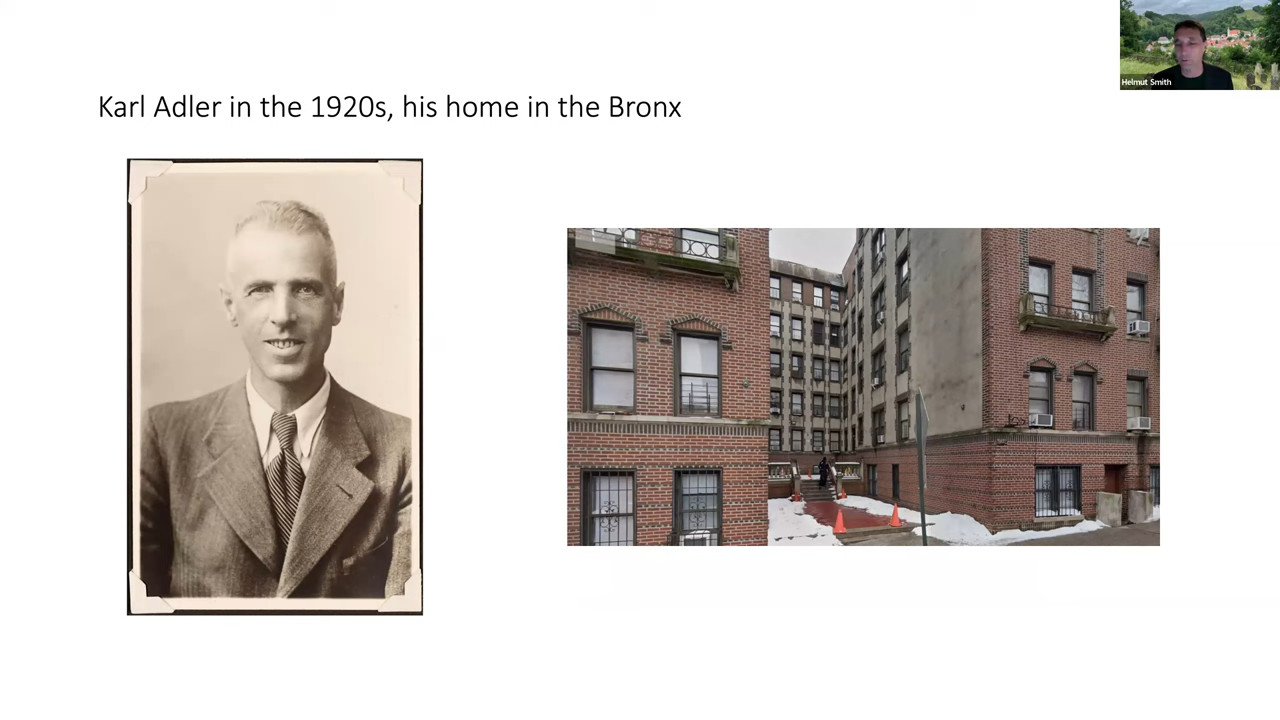 Helmut Smith
Karl Adler in the 1920s, his home in the Bronx